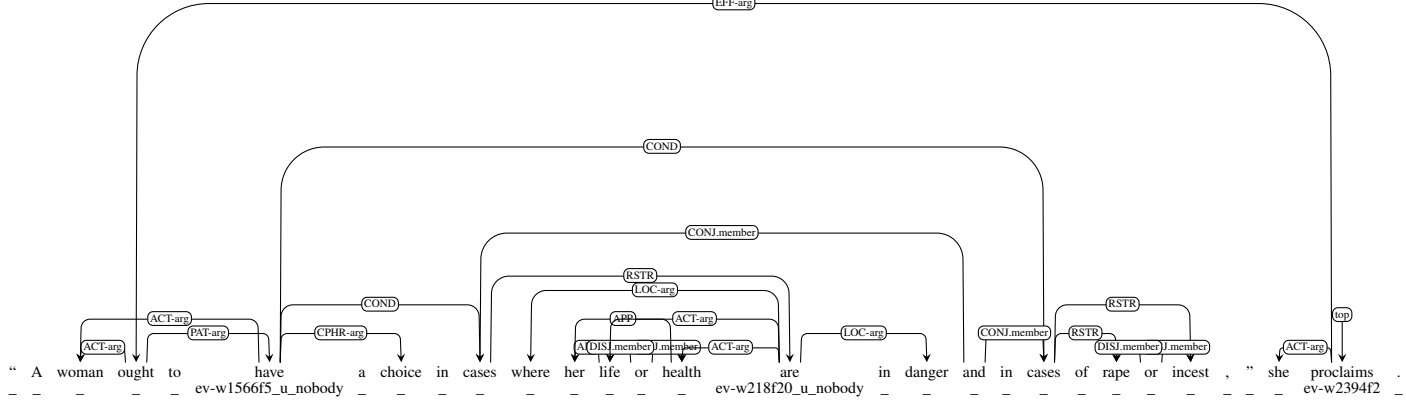 EFF-arg
COND
CONJ.member
RSTR
LOC-arg
COND RSTR
ACT-arg APP ACT-arg top
PAT-arg CPHR-arg LOC-arg CONJ.member RSTR
ACT-arg DISJ.member J.member ACT-arg DISJ.member J.member ACT-arg
“ A woman ought to have a choice in cases where her life or health are in danger and in cases of rape or incest , ” she proclaims .
_ _ _ _ _ ev-w1566f5_u_nobody _ _ _ _ _ _ _ _ _ ev-w218f20_u_nobody _ _ _ _ _ _ _ _ _ _ _ _ _ ev-w2394f2 _